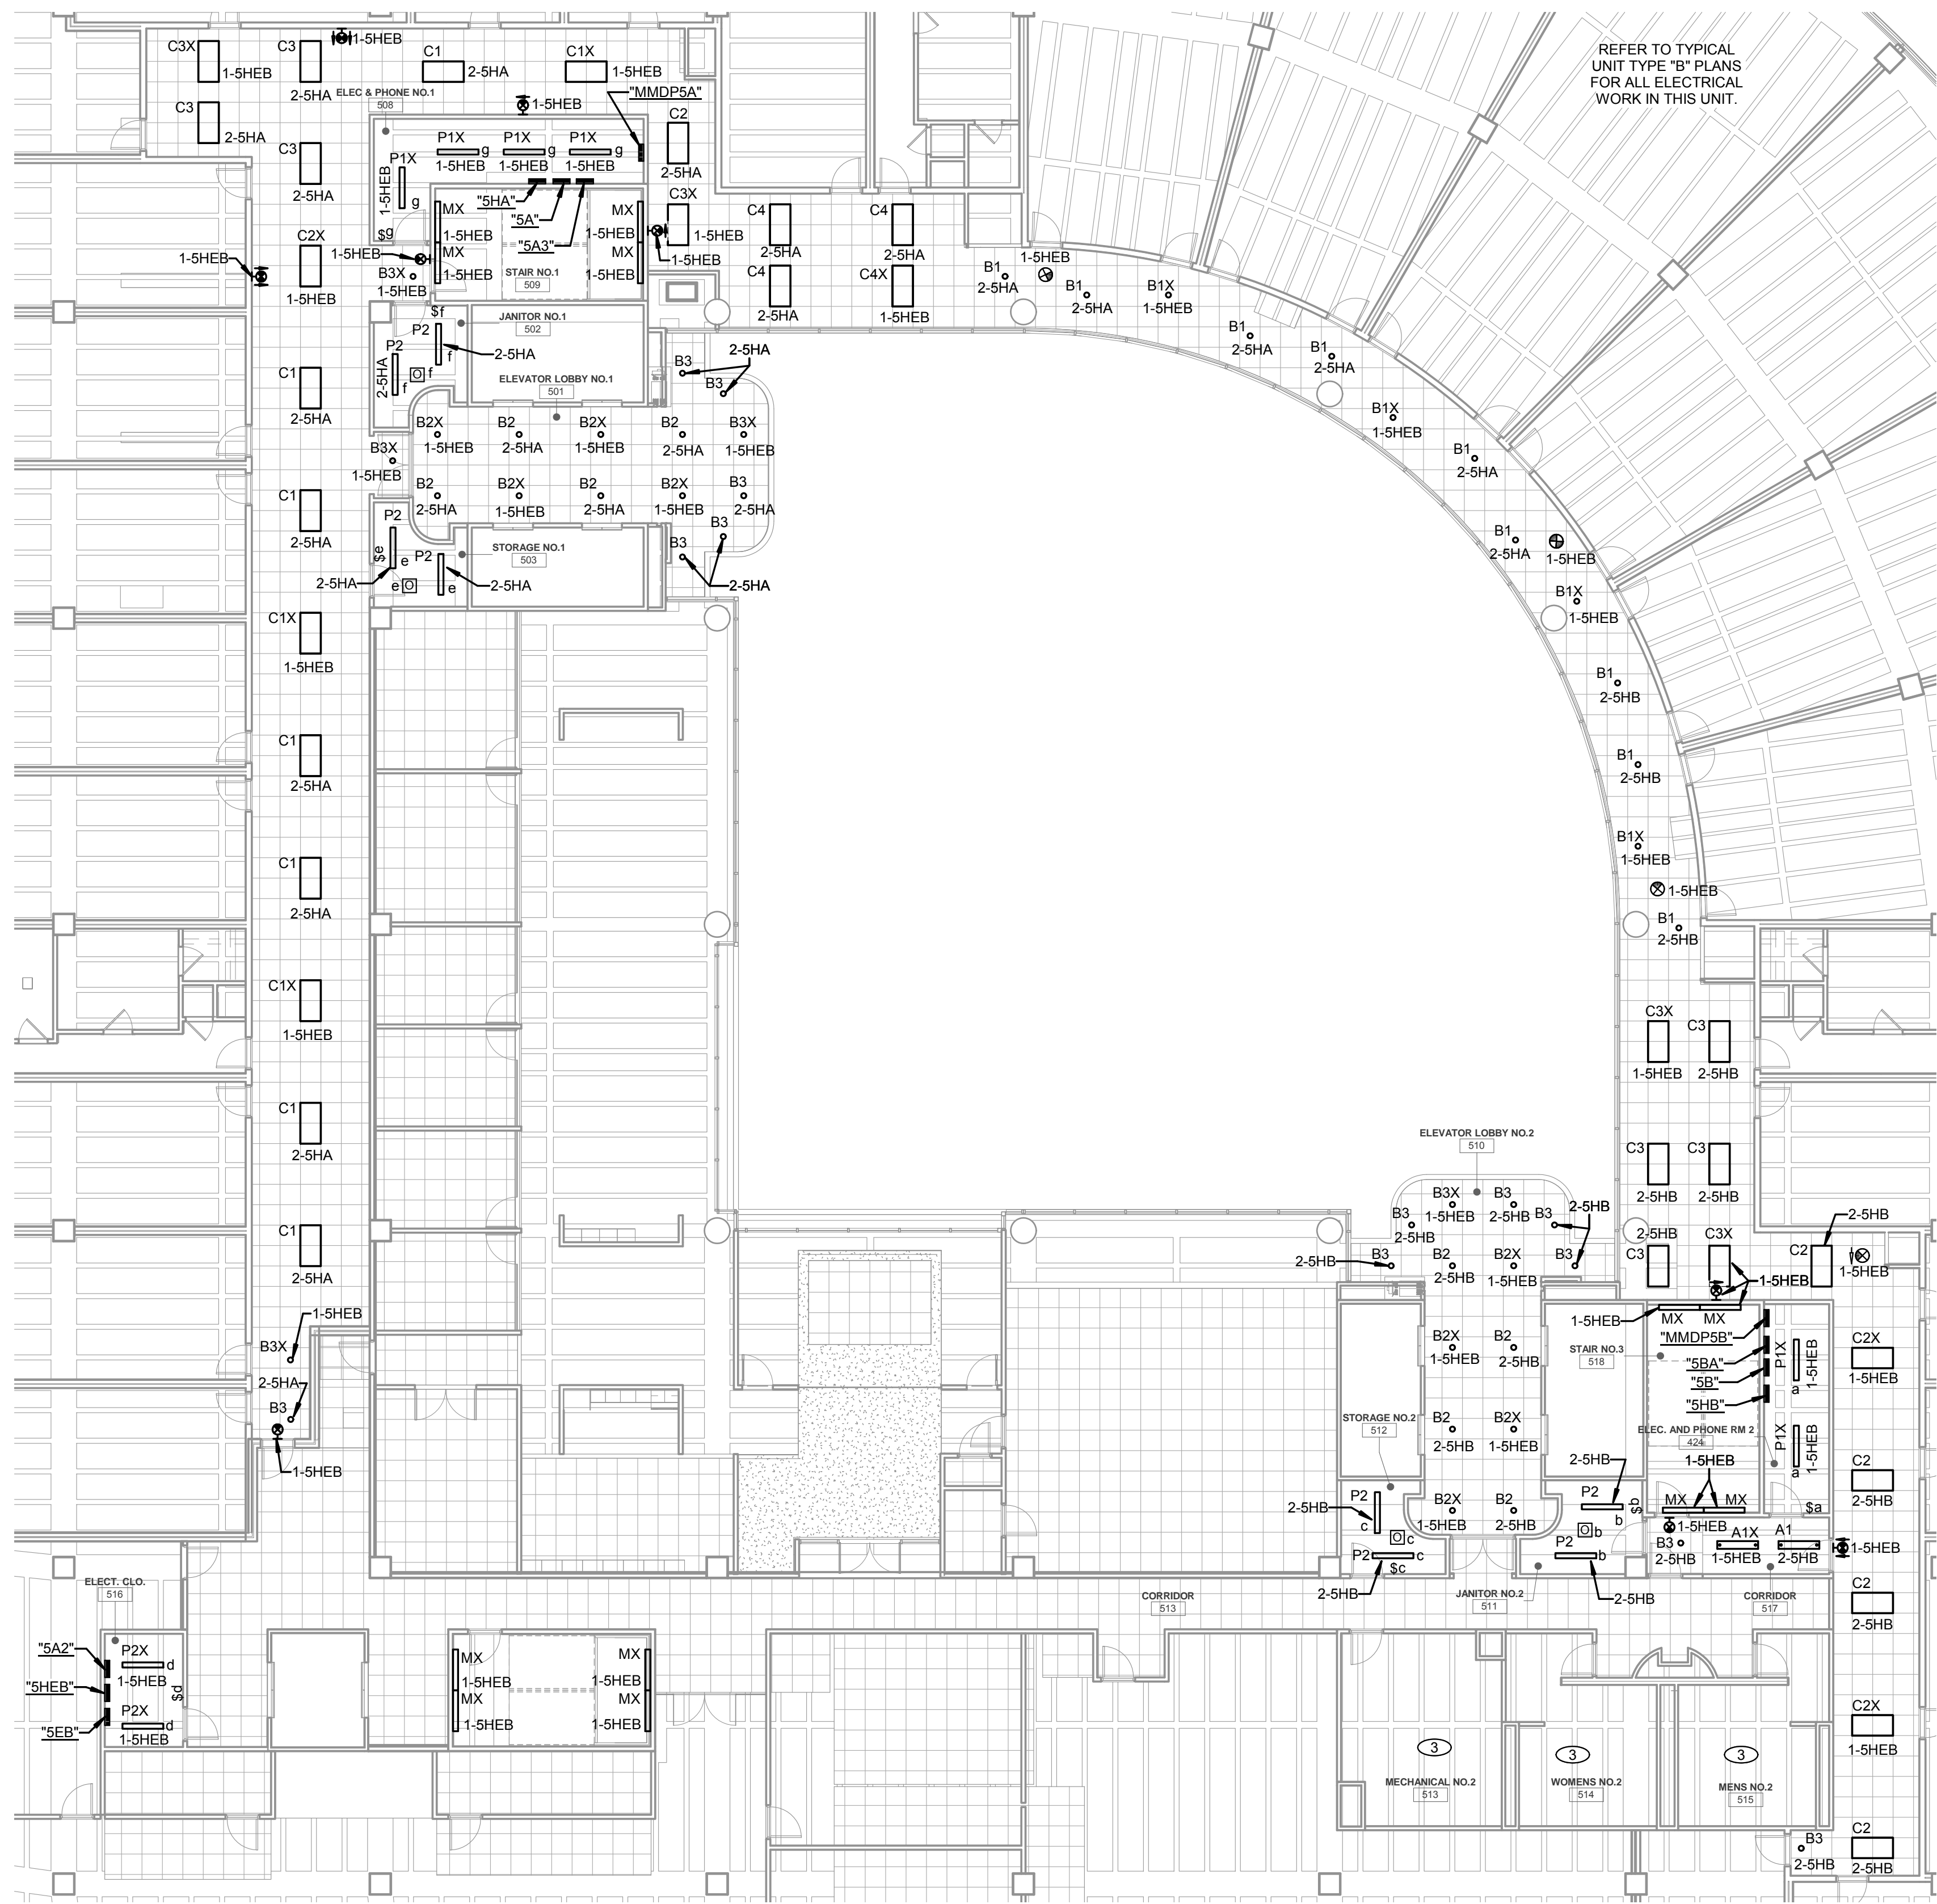 C3X
1-5HEB
C3
2-5HA
1-5HEB
C1
2-5HA
C1X
1-5HEB
REFER TO TYPICAL
UNIT TYPE "B" PLANS
FOR ALL ELECTRICAL
WORK IN THIS UNIT.
C3
2-5HA
ELEC & PHONE NO.1
508
1-5HEB
"MMDP5A"
C2
2-5HA
C3
2-5HA
P1X
g
1-5HEB
P1X
g
1-5HEB
P1X
g
1-5HEB
P1X
1-5HEB
g
$g
"5HA"
"5A"
"5A3"
MX
1-5HEB
MX
1-5HEB
MX
1-5HEB
MX
1-5HEB
STAIR NO.1
509
C3X
1-5HEB
1-5HEB
C4
2-5HA
C4
2-5HA
C4
2-5HA
C4X
1-5HEB
C2X
1-5HEB
1-5HEB
1-5HEB
B3X
1-5HEB
B1
2-5HA
1-5HEB
B1
2-5HA
B1X
1-5HEB
B1
2-5HA
B1
2-5HA
B1X
1-5HEB
B1
2-5HA
B1
2-5HA
1-5HEB
B1X
1-5HEB
B1
2-5HB
B1
2-5HB
B1X
1-5HEB
1-5HEB
B1
2-5HB
$f
JANITOR NO.1
502
P2
f
2-5HA
P2
2-5HA
f
f
C1
2-5HA
ELEVATOR LOBBY NO.1
501
B3
2-5HA
B3
B2X
1-5HEB
B2
2-5HA
B2X
1-5HEB
B2
2-5HA
B3X
1-5HEB
B3X
1-5HEB
B2
2-5HA
B2X
1-5HEB
B2
2-5HA
B2X
1-5HEB
B3
2-5HA
C1
2-5HA
P2
$e
e
2-5HA
P2
e
2-5HA
e
STORAGE NO.1
503
B3
B3
2-5HA
C1X
1-5HEB
C1
2-5HA
C1
2-5HA
C1X
1-5HEB
C1
2-5HA
C1
2-5HA
C3X
1-5HEB
C3
2-5HB
C3
2-5HB
C3
2-5HB
ELEVATOR LOBBY NO.2
510
B3X
1-5HEB
B3
2-5HB
B3
2-5HB
B3
2-5HB
2-5HB
B3
B2
2-5HB
B2X
1-5HEB
B3
2-5HB
C3
C3X
1-5HEB
2-5HB
C2
1-5HEB
B3X
1-5HEB
2-5HA
B3
1-5HEB
B2X
1-5HEB
B2
2-5HB
1-5HEB
MX
MX
"MMDP5B"
STAIR NO.3
518
"5BA"
"5B"
"5HB"
P1X
1-5HEB
a
C2X
1-5HEB
STORAGE NO.2
512
B2
2-5HB
B2X
1-5HEB
ELEC. AND PHONE RM 2
424
P1X
1-5HEB
a
2-5HB
1-5HEB
C2
2-5HB
P2
2-5HB
c
c
B2X
1-5HEB
B2
2-5HB
P2
b
$b
b
MX
MX
$a
1-5HEB
A1X
1-5HEB
A1
2-5HB
1-5HEB
B3
2-5HB
P2
c
$c
2-5HB
P2
b
2-5HB
ELECT. CLO.
516
CORRIDOR
513
JANITOR NO.2
511
CORRIDOR
517
C2
2-5HB
"5A2"
P2X
d
1-5HEB
"5HEB"
$d
P2X
d
"5EB"
1-5HEB
MX
1-5HEB
MX
1-5HEB
MX
1-5HEB
MX
1-5HEB
C2X
1-5HEB
3
MECHANICAL NO.2
513
3
WOMENS NO.2
514
3
MENS NO.2
515
B3
2-5HB
C2
2-5HB